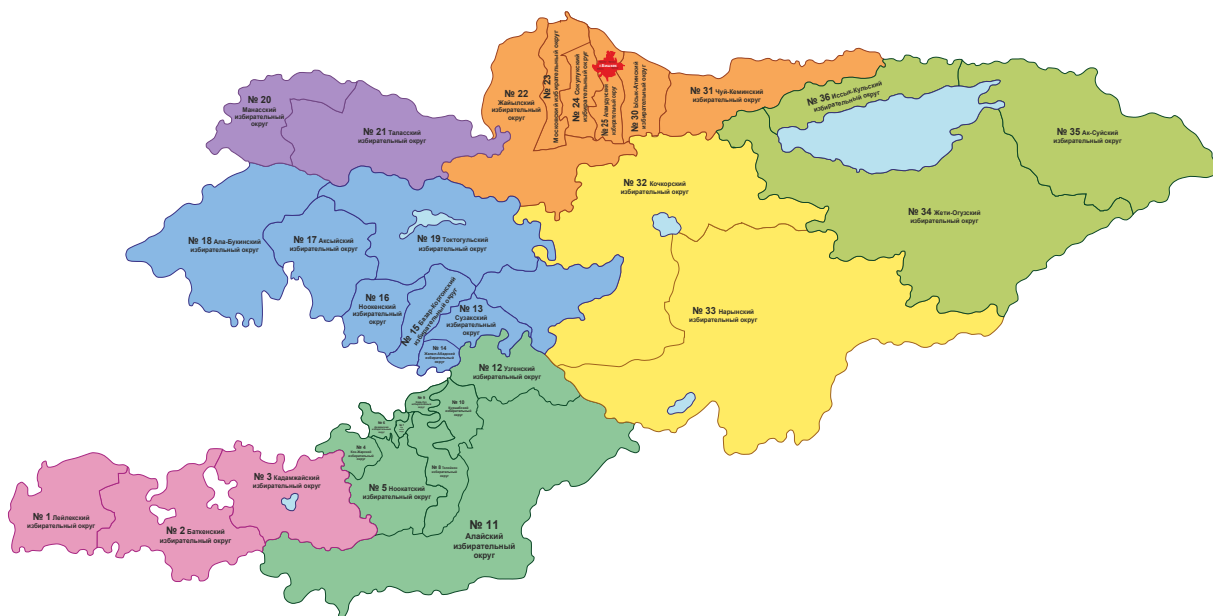 № 20
Манасский
избирательный
округ
№ 21 Таласский
избирательный округ
№ 22
Жайылский
избирательный
округ
№ 23
Московский избирательный округ
№ 24
Сокулукский
избирательный округ
№ 25 Аламудунский
избирательный округ
г.Бишкек
№ 30 Ысык-Атинский
избирательный округ
№ 31 Чуй-Кеминский
избирательный округ
№ 36 Иссык-Кульский
избирательный округ
№ 35 Ак-Суйский
избирательный округ
№ 34 Жети-Огузский
избирательный округ
№ 32 Кочкорский
избирательный округ
№ 33 Нарынский
избирательный округ
№ 18 Ала-Букинский
избирательный округ
№ 17 Аксыйский
избирательный округ
№ 19 Токтогульский
избирательный округ
№ 16
Ноокенский
избирательный
округ
№ 15 Базар-Коргонский
избирательный округ
№ 13
Сузакский
избирательный
округ
№ 14
избирательный
округ
№ 12 Узгенский
избирательный округ
№ 10
избирательный
округ
№ 5 Ноокатский
избирательный округ
№ 11
Алайский
избирательный
округ
№ 3 Кадамжайский
избирательный округ
№ 2 Баткенский
избирательный округ
№ 1 Лейлекский
избирательный округ